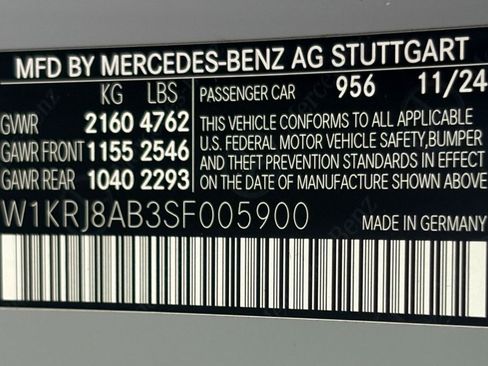 MFD BY MERCEDES-BENZ AG STUTTGART
KG LBS
GVWR 2160 4762
GAWR FRONT 1155 2546
GAWR REAR 1040 2293
PASSENGER CAR 956 11/24
THIS VEHICLE CONFORMS TO ALL APPLICABLE
U.S. FEDERAL MOTOR VEHICLE SAFETY,BUMPER
AND THEFT PREVENTION STANDARDS IN EFFECT
ON THE DATE OF MANUFACTURE SHOWN ABOVE.
W1KRJ8AB3SF005900
MADE IN GERMANY